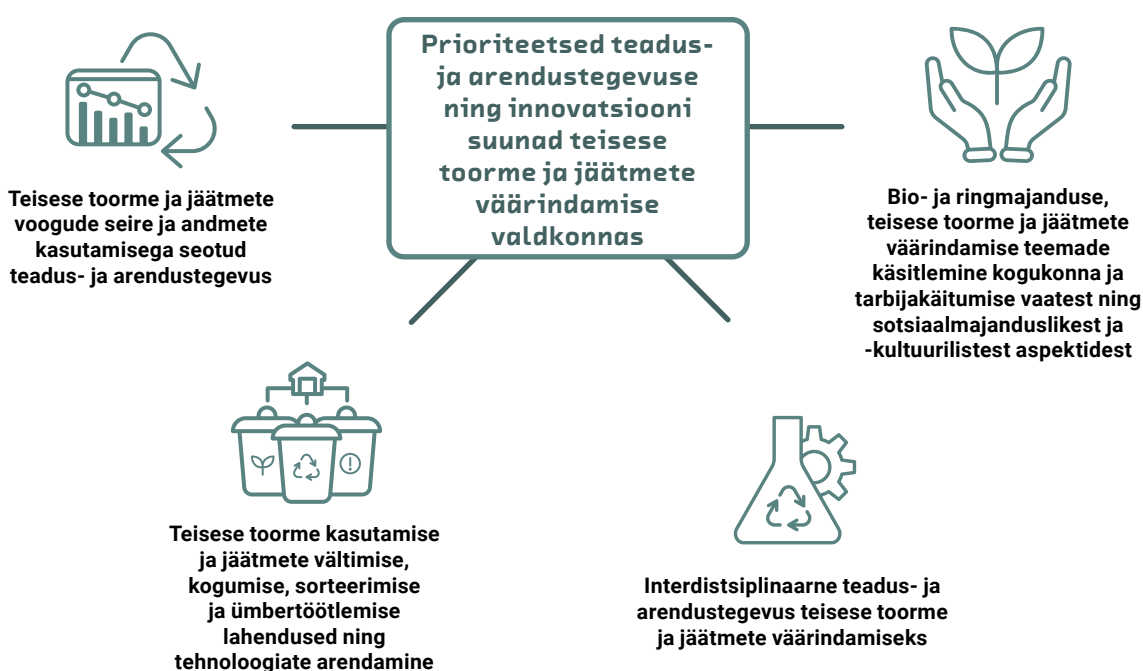 Prioriteetsed teadus-
ja arendustegevuse
ning innovatsiooni
suunad teisese
toorme ja jäätmete
väärindamise
valdkonnas
Teisese toorme ja jäätmete
voogude seire ja andmete
kasutamisega seotud
teadus- ja arendustegevus
Bio- ja ringmajanduse,
teisese toorme ja jäätmete
väärindamise teemade
käsitlemine kogukonna ja
tarbijakäitumise vaatest ning
sotsiaalmajanduslikest ja
-kultuurilistest aspektidest
Teisese toorme kasutamise
ja jäätmete vältimise,
kogumise, sorteerimise
ja ümbertöötlemise
lahendused ning
tehnoloogiate arendamine
Interdistsiplinaarne teadus- ja
arendustegevus teisese toorme
ja jäätmete väärindamiseks